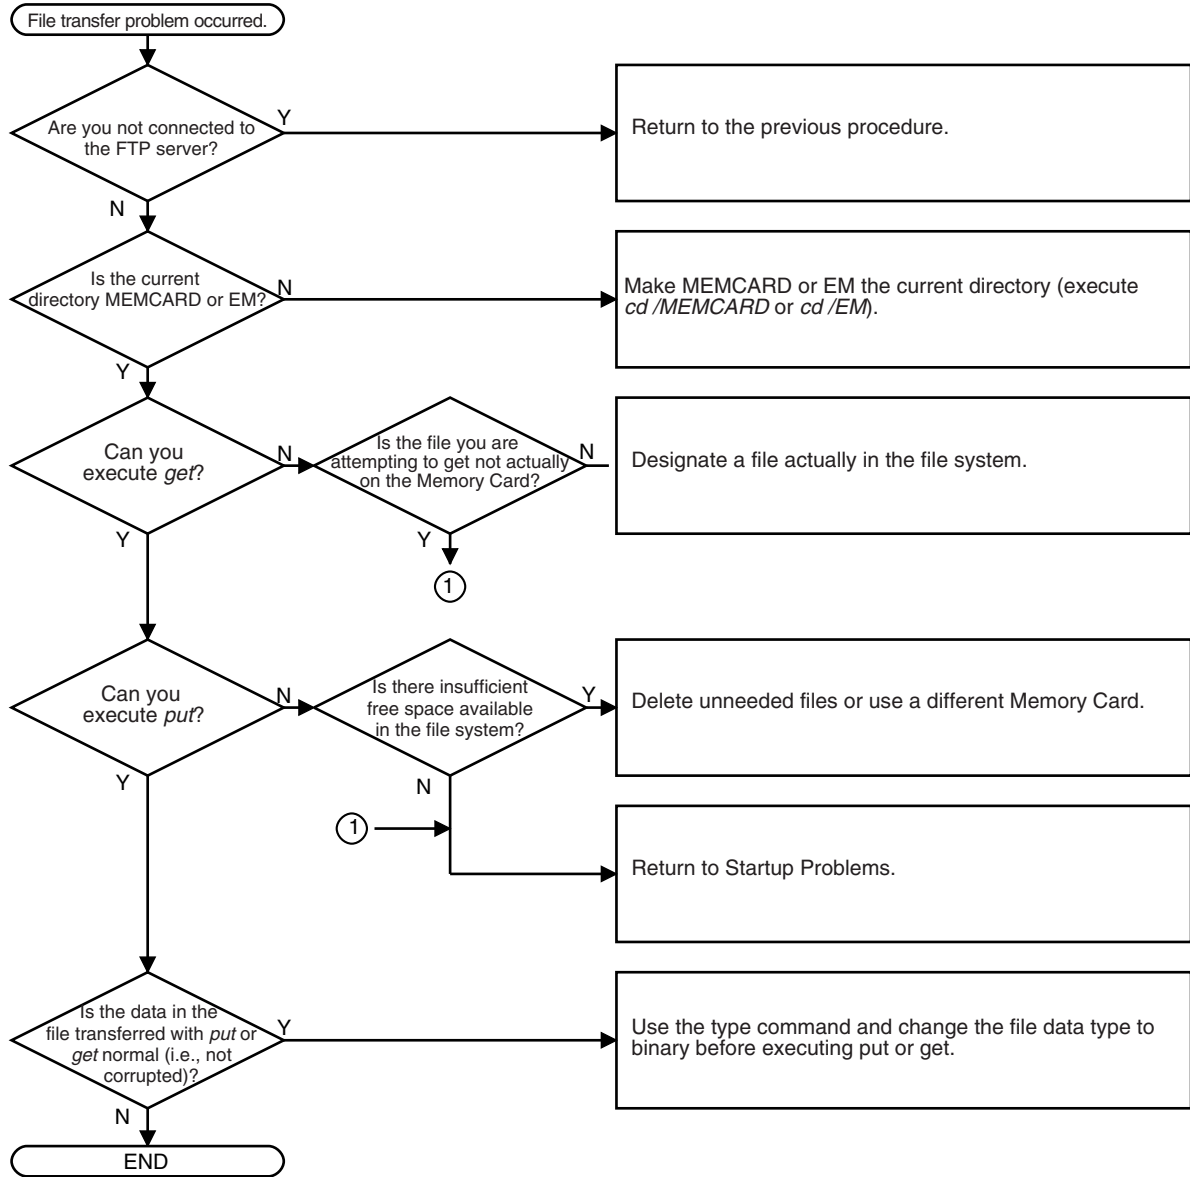 File transfer problem occurred.
Are you not connected to
the FTP server?
Y
Return to the previous procedure.
N
Is the current
directory MEMCARD or EM?
N
Make MEMCARD or EM the current directory (execute
cd /MEMCARD or cd /EM).
Y
Can you
execute get?
N
Is the file you are
attempting to get not actually
on the Memory Card?
N
Designate a file actually in the file system.
Y
Y
1
Can you
execute put?
N
Is there insufficient
free space available
in the file system?
Y
Delete unneeded files or use a different Memory Card.
Y
N
1
Return to Startup Problems.
Is the data in the
file transferred with put or
get normal (i.e., not
corrupted)?
Y
Use the type command and change the file data type to
binary before executing put or get.
N
END